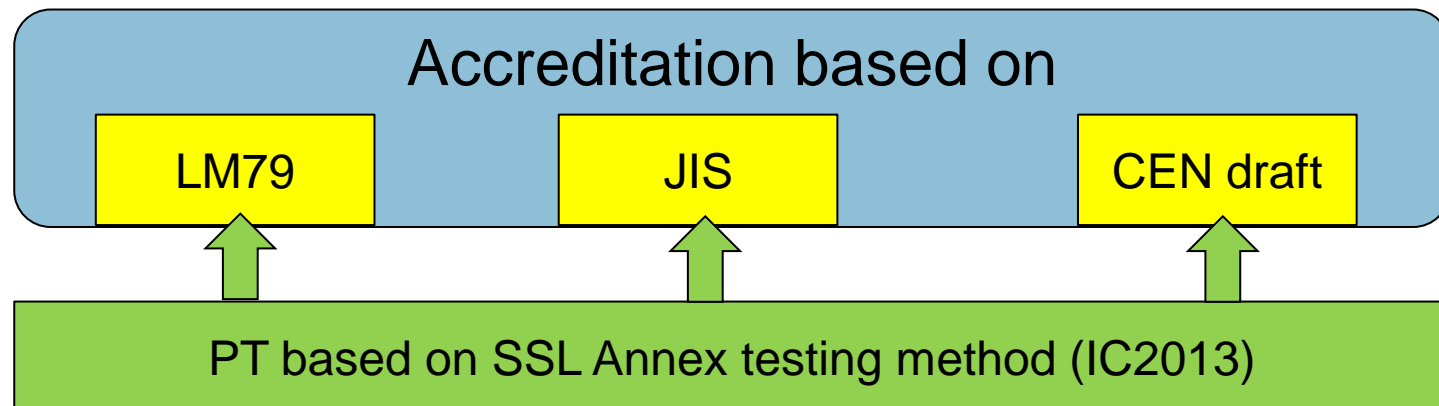 Accreditation based on
LM79
JIS
CEN draft
PT based on SSL Annex testing method (IC2013)